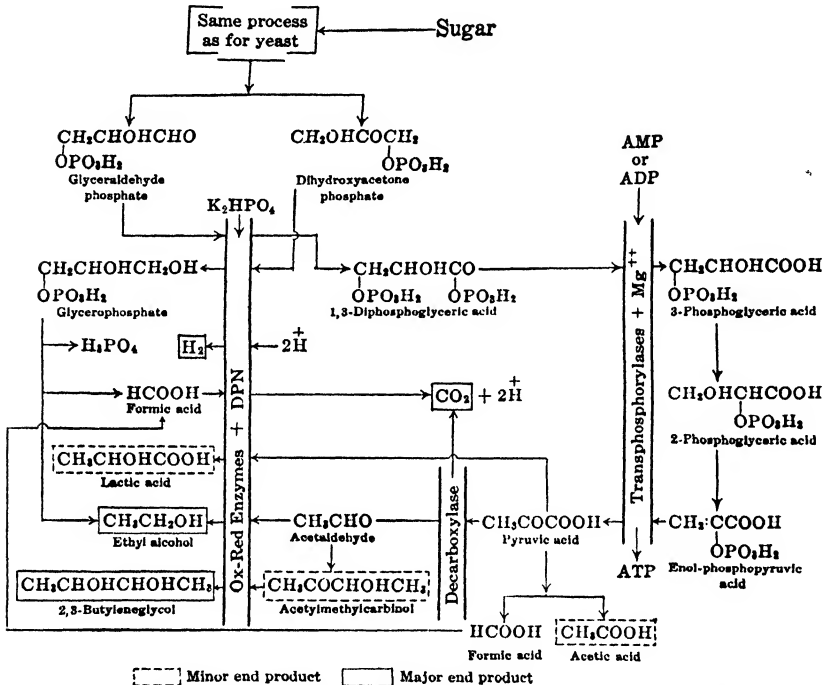 Same process
as for yeast
Sugar
CH₂CHOHCHO
OPO₃H₂
Glyceraldehyde
phosphate
CH₂OHCOCH₂
OPO₃H₂
Dihydroxyacetone
phosphate
AMP
or
ADP
K₂HPO₄
CH₂CHOHCH₂OH
OPO₃H₂
Glycerophosphate
CH₂CHOHCO
OPO₃H₂ OPO₃H₂
1,3-Diphosphoglyceric acid
CH₂CHOHCOOH
OPO₃H₂
3-Phosphoglyceric acid
H₃PO₄
H₂
2H⁺
HCOOH
Formic acid
CO₂ + 2H⁺
CH₂OHCHCOOH
OPO₃H₂
2-Phosphoglyceric acid
Ox-Red Enzymes + DPN
Decarboxylase
Transphosphorylases + Mg⁺⁺
CH₃CHOHCOOH
Lactic acid
CH₃CH₂OH
Ethyl alcohol
CH₃CHO
Acetaldehyde
CH₃COCOOH
Pyruvic acid
CH₂:CCOOH
OPO₃H₂
Enol-phosphopyruvic
acid
CH₃CHOHCHOHCH₃
2,3-Butyleneglycol
CH₃COCHOHCH₃
Acetylmethylcarbinol
ATP
HCOOH
Formic acid
CH₃COOH
Acetic acid
Minor end product
Major end product